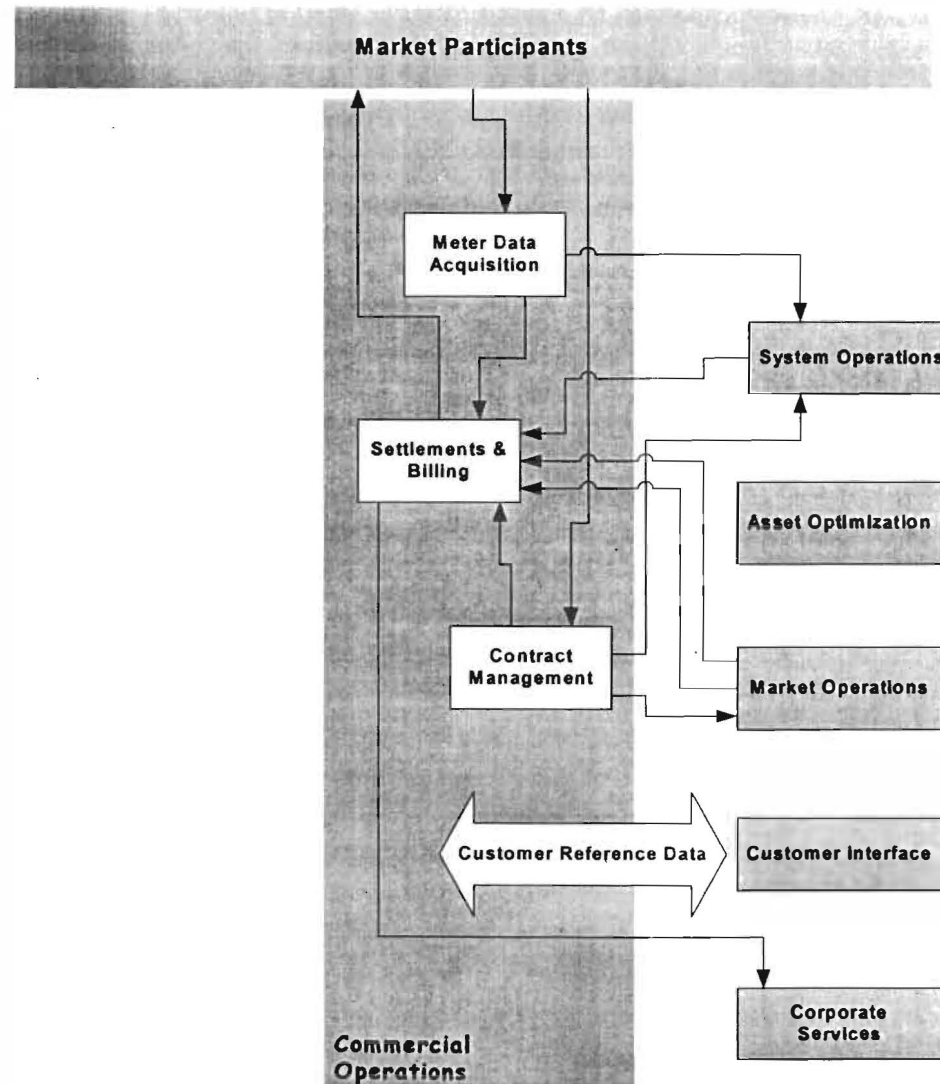 Market Participants
Meter Data
Acquisition
System Operations
Settlements &
Billing
Asset Optimization
Contract
Management
Market Operations
Customer Reference Data
Customer Interface
Corporate
Services
Commercial
Operations